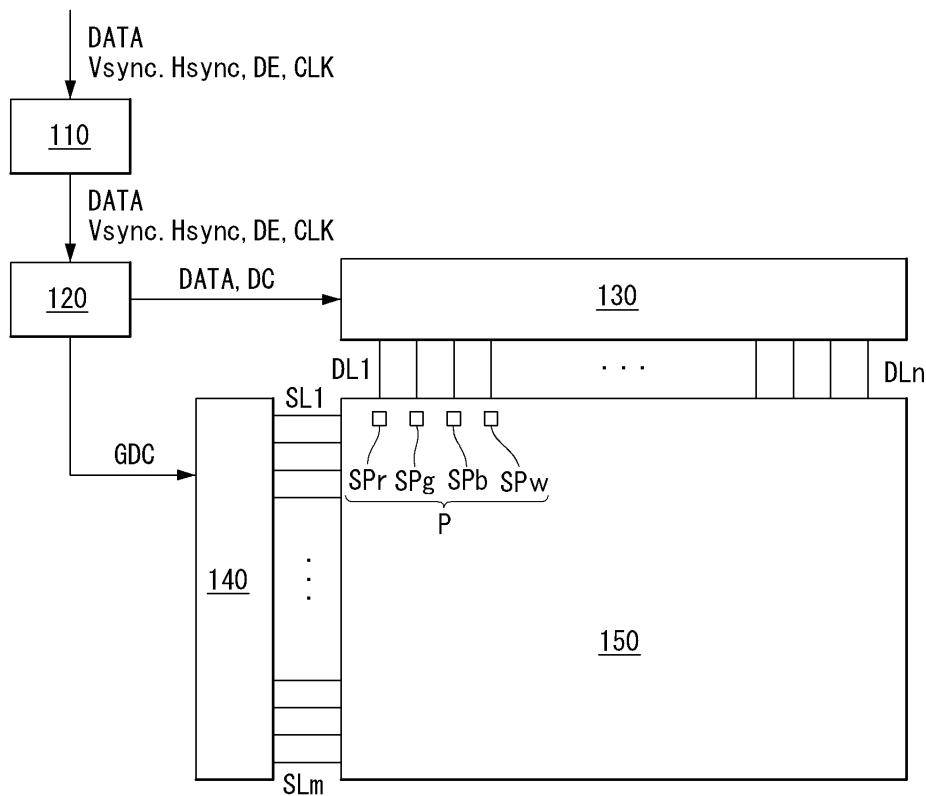 DATA
Vsync. Hsync, DE, CLK
110
DATA
Vsync. Hsync, DE, CLK
120
DATA, DC
130
DL1
. . .
DLn
SL1
GDC
SPr SPg SPb SPw
P
140
150
SLm